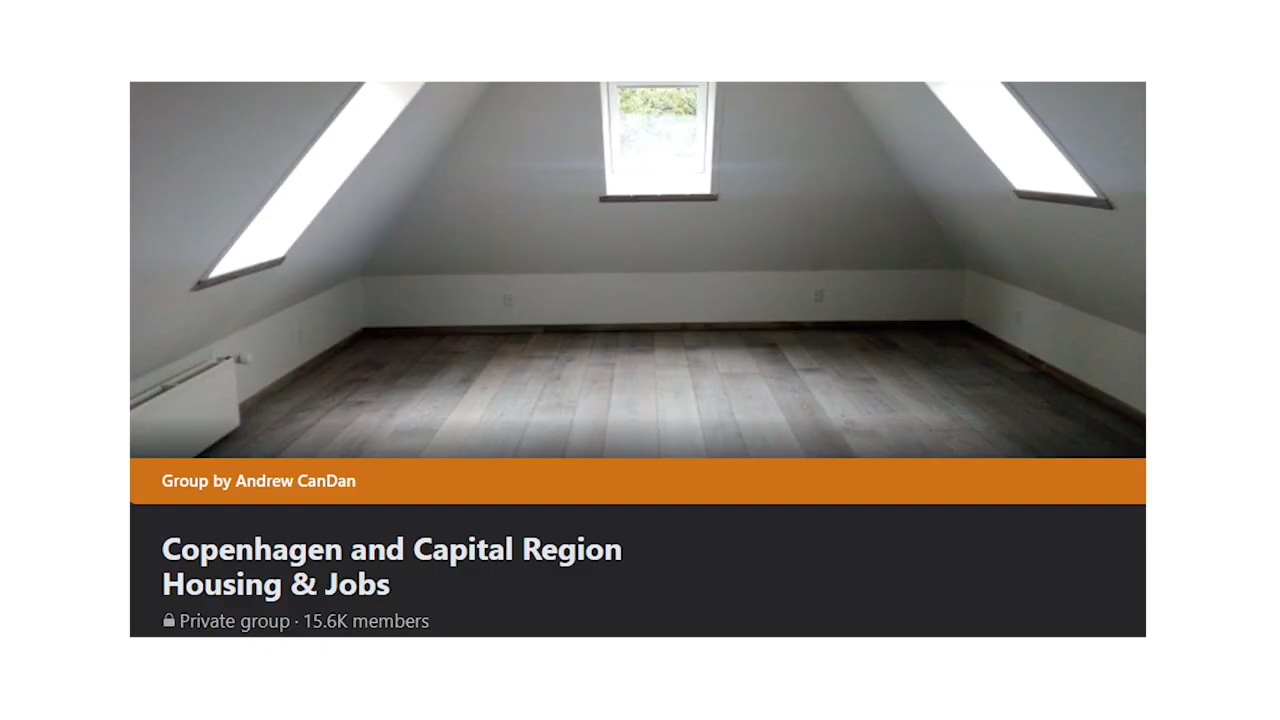 Group by Andrew CanDan
Copenhagen and Capital Region
Housing & Jobs
Private group · 15.6K members